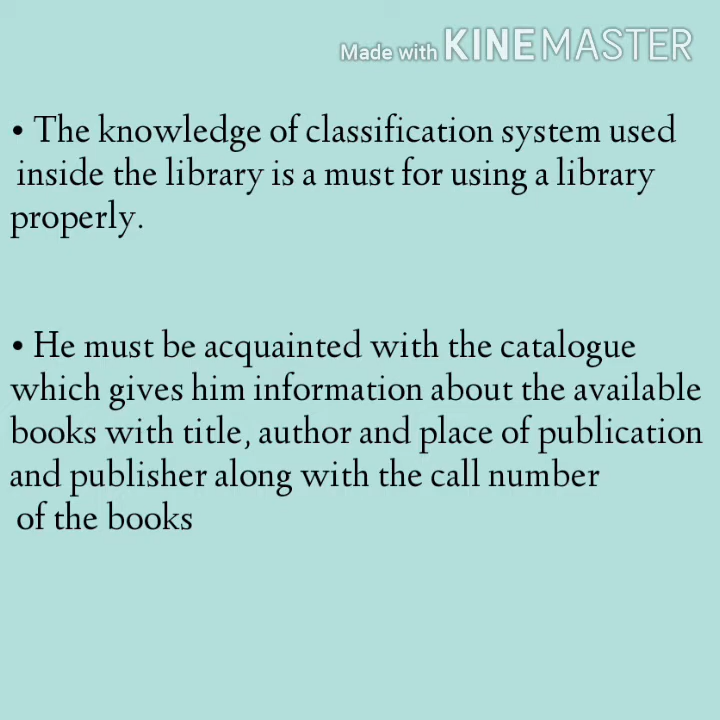 Made with KINEMASTER
• The knowledge of classification system used
inside the library is a must for using a library
properly.
• He must be acquainted with the catalogue
which gives him information about the available
books with title, author and place of publication
and publisher along with the call number
of the books